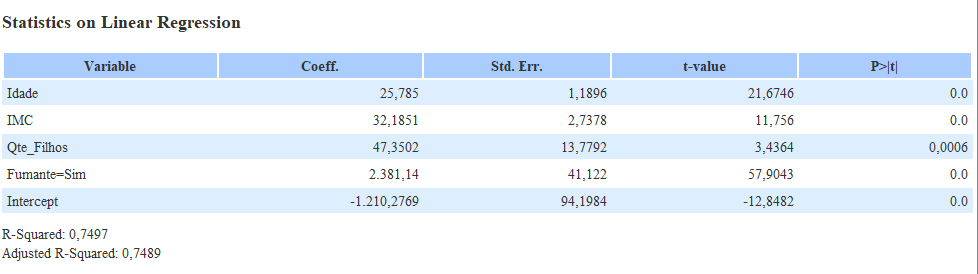 Statistics on Linear Regression
Variable Coeff. Std. Err. t-value P>|t|
Idade 25,785 1,1896 21,6746 0.0
IMC 32,1851 2,7378 11,756 0.0
Qte_Filhos 47,3502 13,7792 3,4364 0,0006
Fumante=Sim 2.381,14 41,122 57,9043 0.0
Intercept -1.210,2769 94,1984 -12,8482 0.0
R-Squared: 0,7497
Adjusted R-Squared: 0,7489